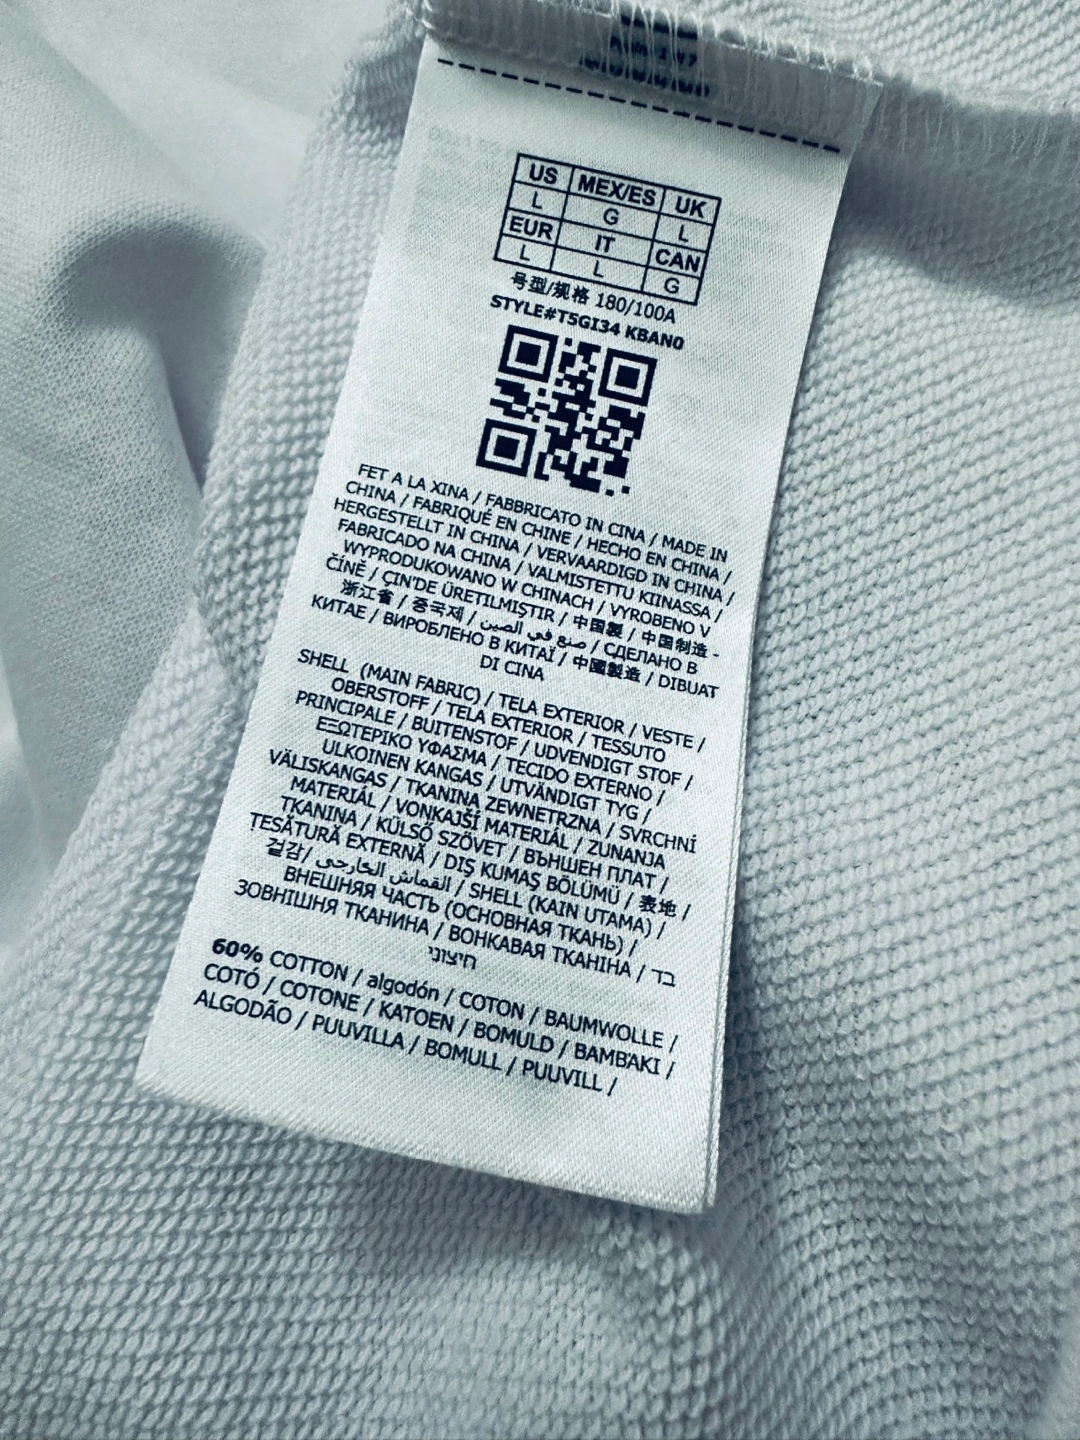 US MEX/ES UK
L G L
EUR IT CAN
L L G
号型/规格 180/100A
STYLE#T5GI34 KBAN0
FET A LA XINA / FABBRICATO IN CINA / MADE IN
CHINA / FABRIQUÉ EN CHINE / HECHO EN CHINA /
HERGESTELLT IN CHINA / VERVAARDIGD IN CHINA /
FABRICADO NA CHINA / VALMISTETTU KIINASSA /
WYPRODUKOWANO W CHINACH / VYROBENO V
ČÍNĚ / ÇIN'DE ÜRETILMIŞTIR / 中国製 / 中国制造 -
浙江省 / 중국제 / صنع في الصين / СДЕЛАНО В
КИТАЕ / ВИРОБЛЕНО В КИТАЇ / 中國製造 / DIBUAT
DI CINA
SHELL (MAIN FABRIC) / TELA EXTERIOR / VESTE /
OBERSTOFF / TELA EXTERIOR / TESSUTO
PRINCIPALE / BUITENSTOF / UDVENDIGT STOF /
ΕΞΩΤΕΡΙΚΟ ΥΦΑΣΜΑ / TECIDO EXTERNO /
ULKOINEN KANGAS / UTVÄNDIGT TYG /
VÄLISKANGAS / TKANINA ZEWNETRZNA / SVRCHNÍ
MATERIÁL / VONKAJŠÍ MATERIÁL / ZUNANJA
TKANINA / KÜLSŐ SZÖVET / ВЪНШЕН ПЛАТ /
ȚESĂTURĂ EXTERNĂ / DIŞ KUMAŞ BÖLÜMÜ / 表地 /
겉감/ القماش الخارجي / SHELL (KAIN UTAMA) /
ВНЕШНЯЯ ЧАСТЬ (ОСНОВНАЯ ТКАНЬ) /
ЗОВНІШНЯ ТКАНИНА / ВОНКАВАЯ ТКАНІНА / בד
חיצוני
60% COTTON / algodón / COTON / BAUMWOLLE /
COTÓ / COTONE / KATOEN / BOMULD / ΒΑΜΒΆΚΙ /
ALGODÃO / PUUVILLA / BOMULL / PUUVILL /